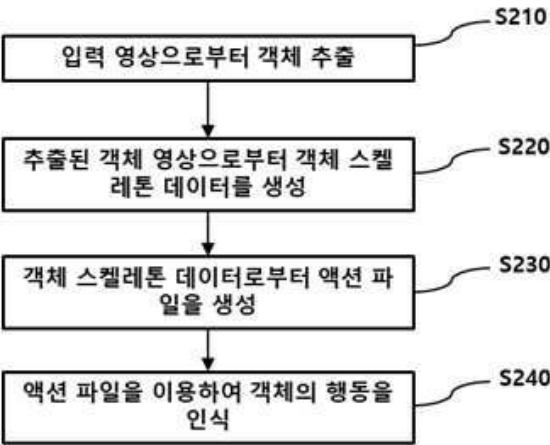 S210
입력 영상으로부터 객체 추출
S220
추출된 객체 영상으로부터 객체 스켈
레톤 데이터를 생성
S230
객체 스켈레톤 데이터로부터 액션 파
일을 생성
S240
액션 파일을 이용하여 객체의 행동을
인식